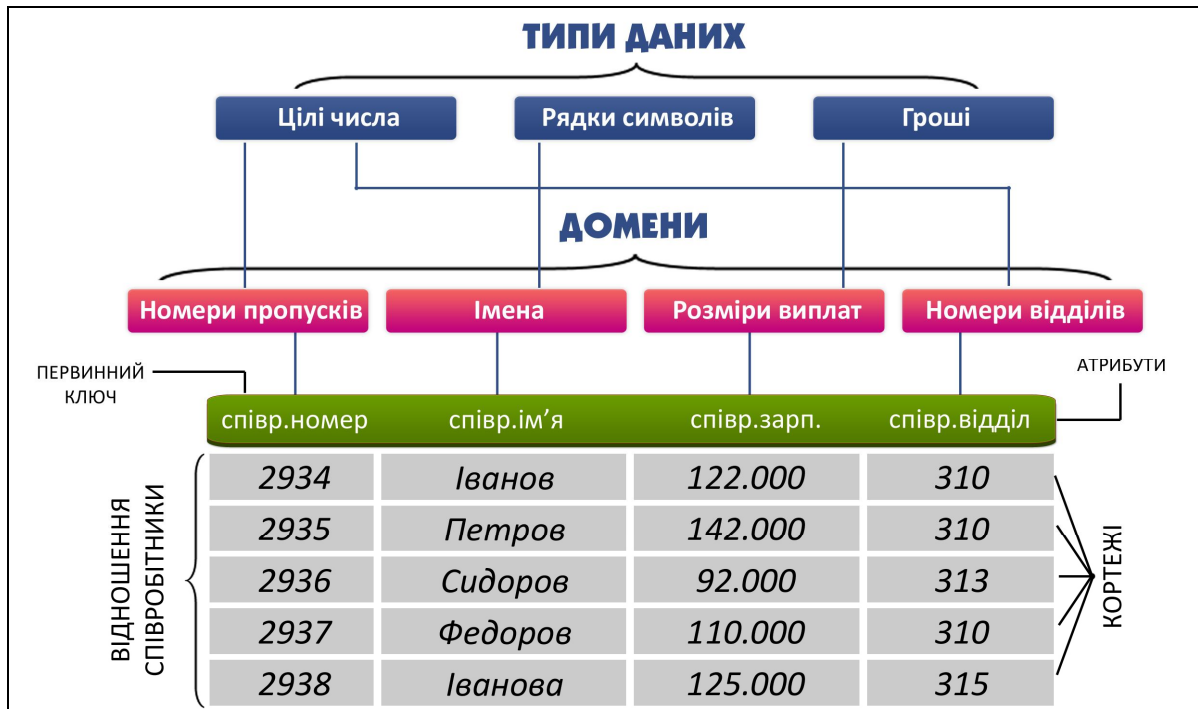 ТИПИ ДАНИХ
Цілі числа Рядки символів Гроші
ДОМЕНИ
Номери пропусків Імена Розміри виплат Номери відділів
ПЕРВИННИЙ
КЛЮЧ
АТРИБУТИ
співр.номер співр.ім’я співр.зарп. співр.відділ
ВІДНОШЕННЯ
СПІВРОБІТНИКИ
2934 Іванов 122.000 310
2935 Петров 142.000 310
2936 Сидоров 92.000 313
2937 Федоров 110.000 310
2938 Іванова 125.000 315
КОРТЕЖІ